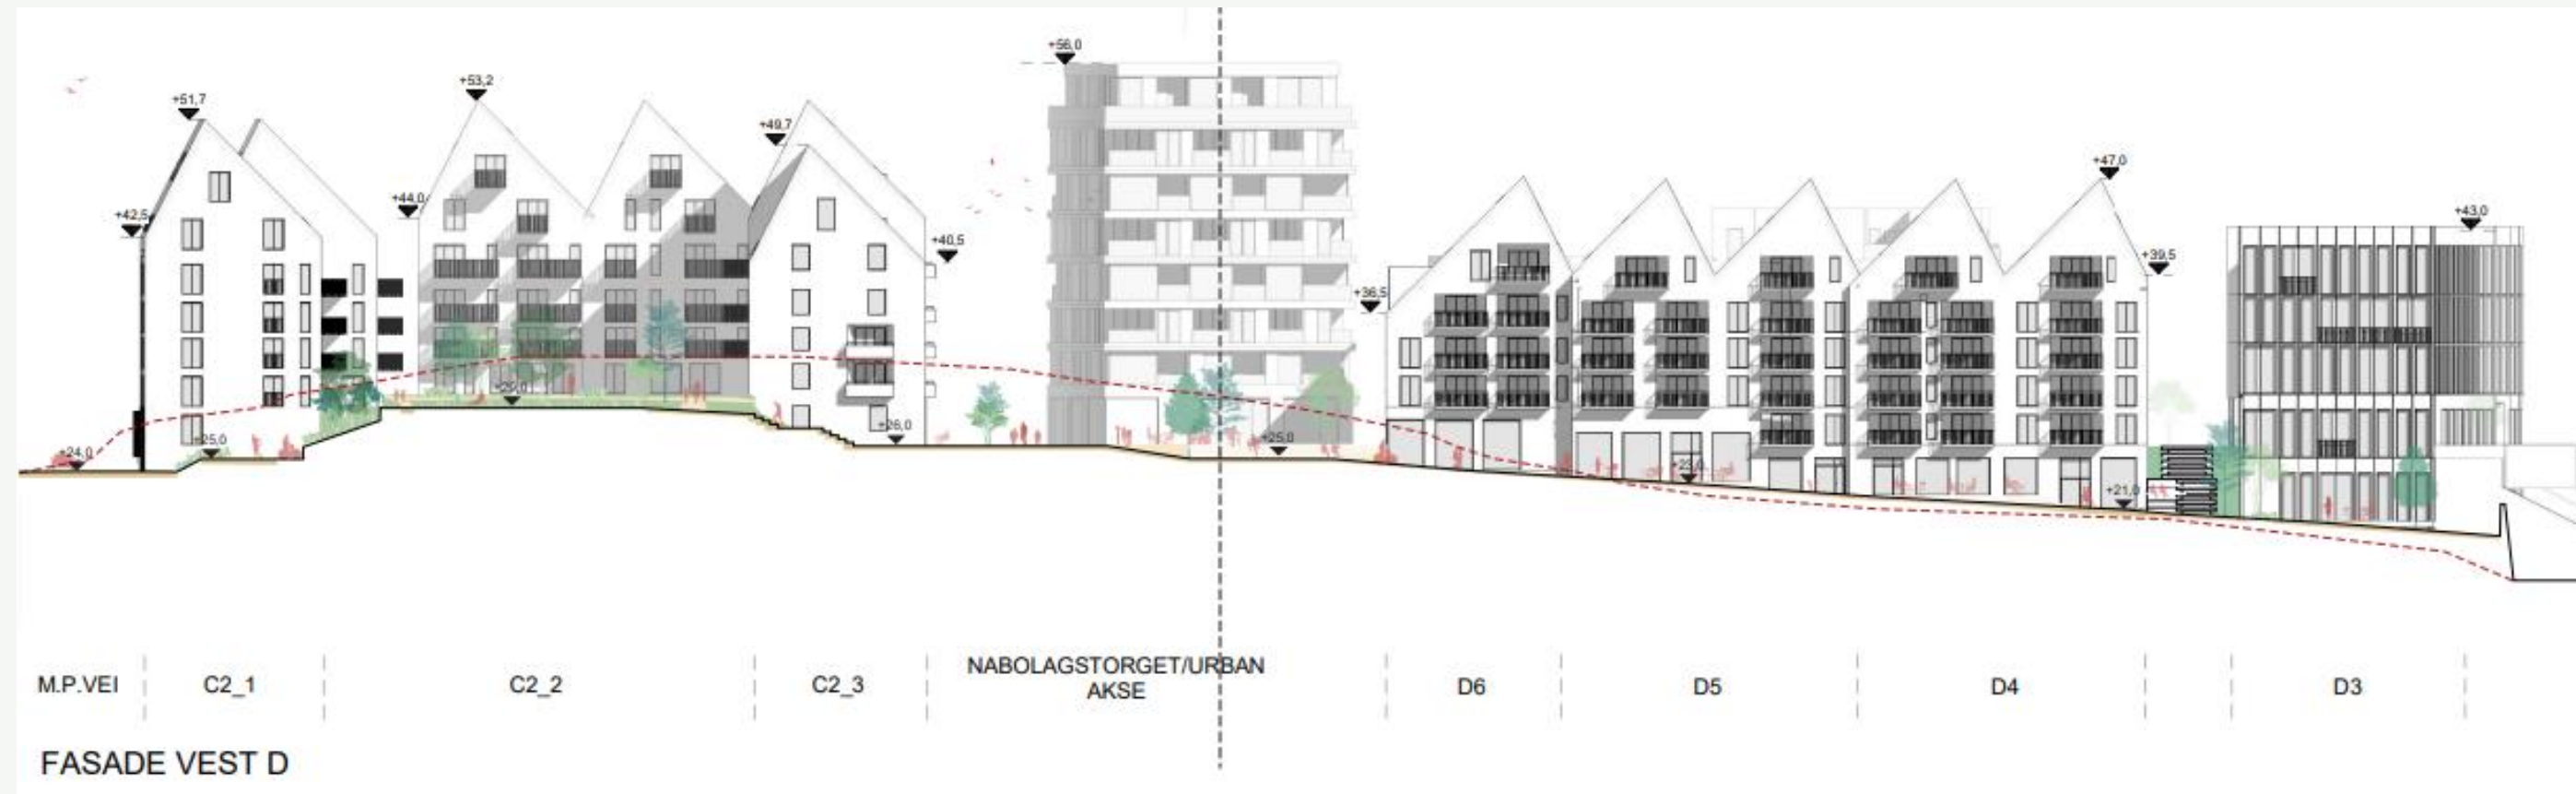 +56,0
+53,2
+51,7
+49,7
+47,0
+44,0
+42,5
+43,0
+40,5
+39,5
+36,5
+29,0
+26,0
+25,0
+25,0
+24,0
+23,0
+21,0
M.P.VEI
C2_1
C2_2
C2_3
NABOLAGSTORGET/URBAN
AKSE
D6
D5
D4
D3
FASADE VEST D